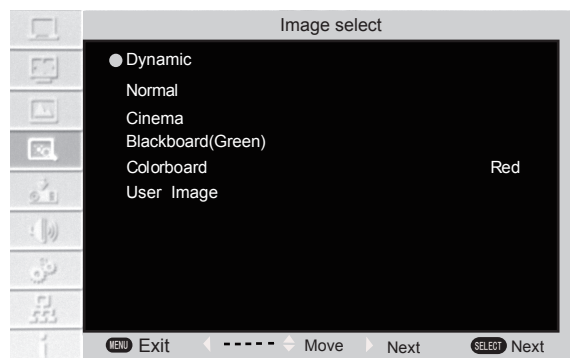 Image select
Dynamic
Normal
Cinema
Blackboard(Green)
Colorboard Red
User Image
MENU Exit ----- Move Next SELECT Next